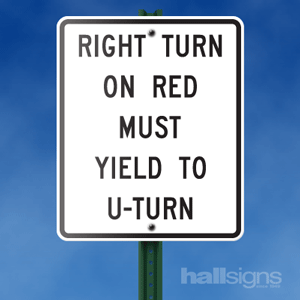 RIGHT TURN
ON RED
MUST
YIELD TO
U-TURN
hallsigns